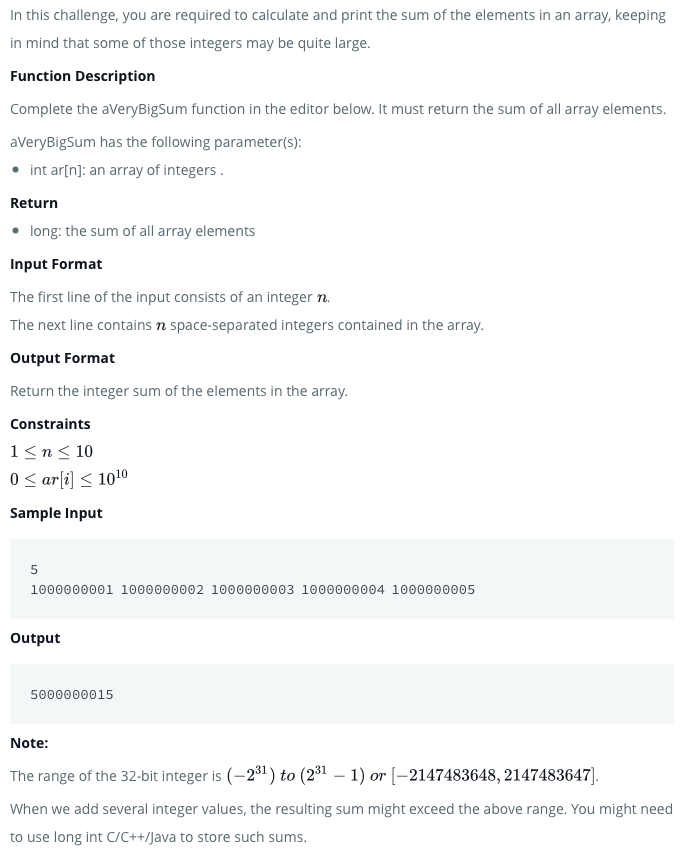 In this challenge, you are required to calculate and print the sum of the elements in an array, keeping
in mind that some of those integers may be quite large.
Function Description
Complete the aVeryBigSum function in the editor below. It must return the sum of all array elements.
aVeryBigSum has the following parameter(s):
• int ar[n]: an array of integers .
Return
• long: the sum of all array elements
Input Format
The first line of the input consists of an integer n.
The next line contains n space-separated integers contained in the array.
Output Format
Return the integer sum of the elements in the array.
Constraints
1 ≤ n ≤ 10
0 ≤ ar[i] ≤ 10^10
Sample Input
5
1000000001 1000000002 1000000003 1000000004 1000000005
Output
5000000015
Note:
The range of the 32-bit integer is (−2^31) to (2^31 − 1) or [−2147483648, 2147483647].
When we add several integer values, the resulting sum might exceed the above range. You might need
to use long int C/C++/Java to store such sums.